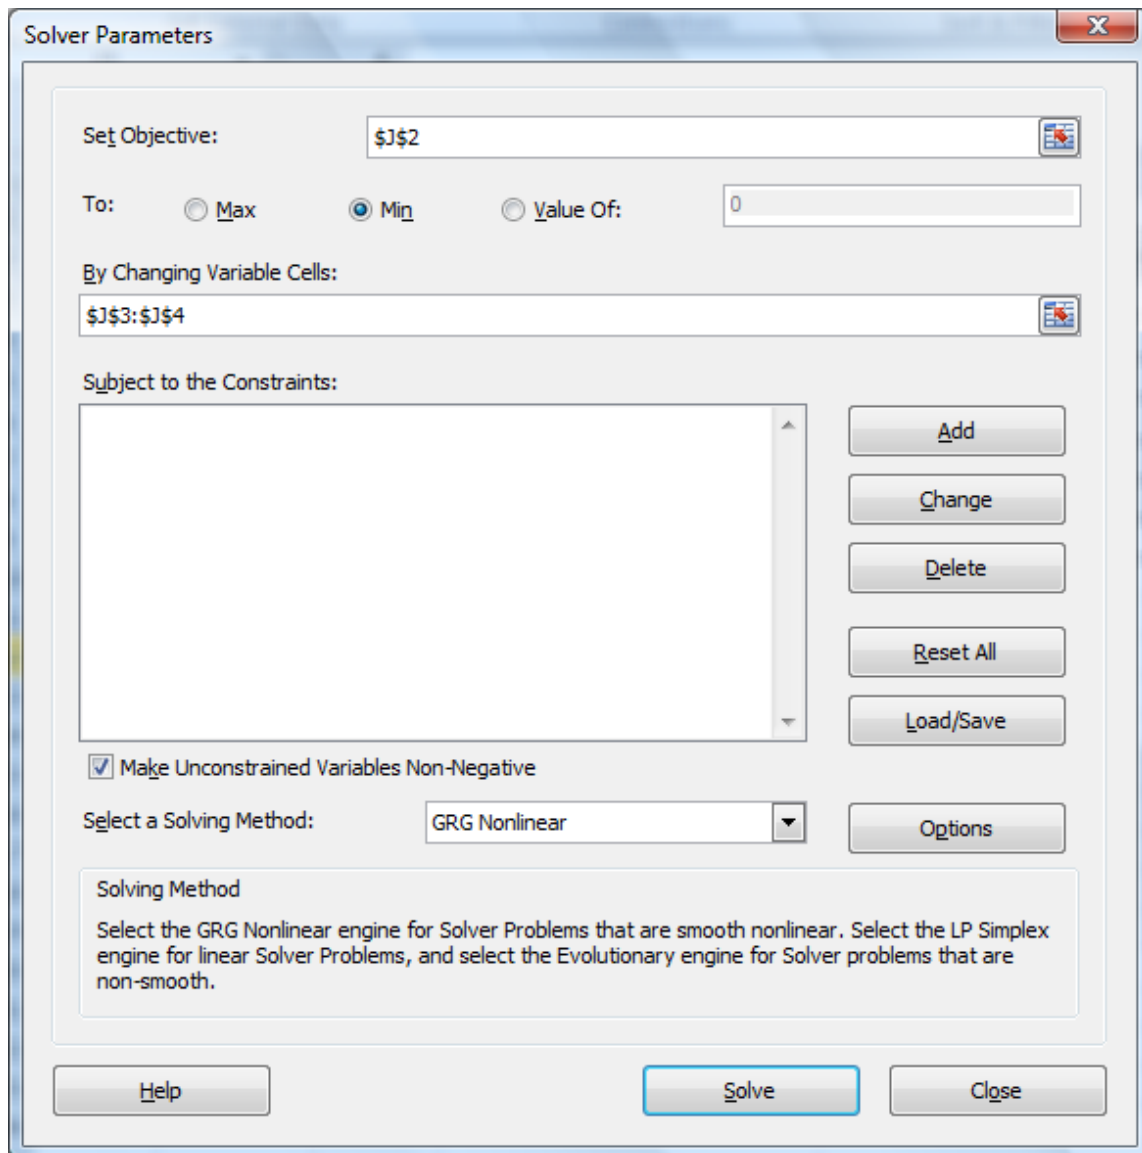 Solver Parameters
Set Objective: $J$2
To: Max Min Value Of: 0
By Changing Variable Cells:
$J$3:$J$4
Subject to the Constraints:
Add
Change
Delete
Reset All
Load/Save
Make Unconstrained Variables Non-Negative
Select a Solving Method: GRG Nonlinear Options
Solving Method
Select the GRG Nonlinear engine for Solver Problems that are smooth nonlinear. Select the LP Simplex
engine for linear Solver Problems, and select the Evolutionary engine for Solver problems that are
non-smooth.
Help Solve Close